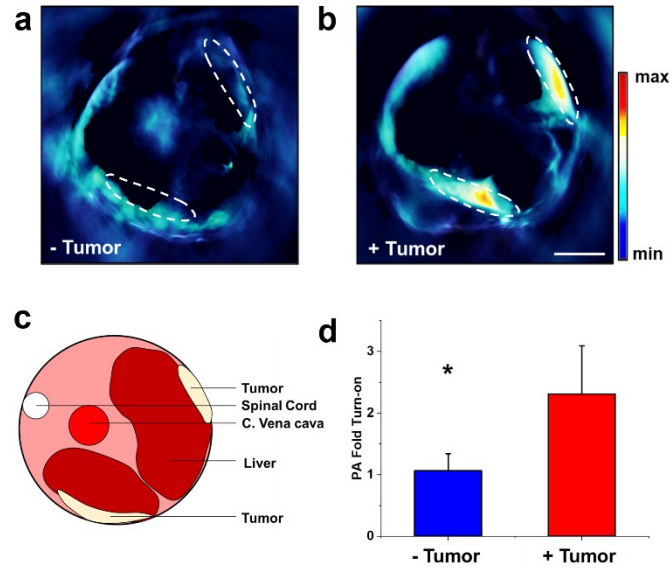 a
- Tumor
b
+ Tumor
max
min
c
Tumor
Spinal Cord
C. Vena cava
Liver
Tumor
d
PA Fold Turn-on
3
2
1
0
*
- Tumor
+ Tumor